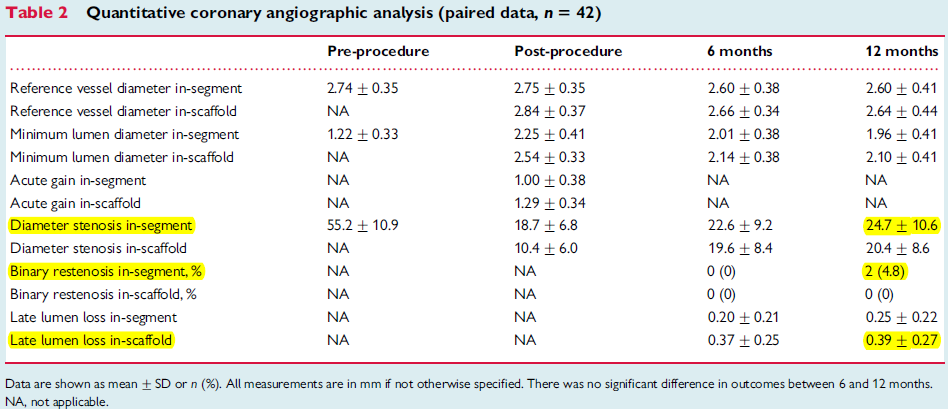 Table 2 Quantitative coronary angiographic analysis (paired data, n = 42)
Pre-procedure Post-procedure 6 months 12 months
Reference vessel diameter in-segment 2.74 ± 0.35 2.75 ± 0.35 2.60 ± 0.38 2.60 ± 0.41
Reference vessel diameter in-scaffold NA 2.84 ± 0.37 2.66 ± 0.34 2.64 ± 0.44
Minimum lumen diameter in-segment 1.22 ± 0.33 2.25 ± 0.41 2.01 ± 0.38 1.96 ± 0.41
Minimum lumen diameter in-scaffold NA 2.54 ± 0.33 2.14 ± 0.38 2.10 ± 0.41
Acute gain in-segment NA 1.00 ± 0.38 NA NA
Acute gain in-scaffold NA 1.29 ± 0.34 NA NA
Diameter stenosis in-segment 55.2 ± 10.9 18.7 ± 6.8 22.6 ± 9.2 24.7 ± 10.6
Diameter stenosis in-scaffold NA 10.4 ± 6.0 19.6 ± 8.4 20.4 ± 8.6
Binary restenosis in-segment, % NA NA 0 (0) 2 (4.8)
Binary restenosis in-scaffold, % NA NA 0 (0) 0 (0)
Late lumen loss in-segment NA NA 0.20 ± 0.21 0.25 ± 0.22
Late lumen loss in-scaffold NA NA 0.37 ± 0.25 0.39 ± 0.27
Data are shown as mean ± SD or n (%). All measurements are in mm if not otherwise specified. There was no significant difference in outcomes between 6 and 12 months.
NA, not applicable.